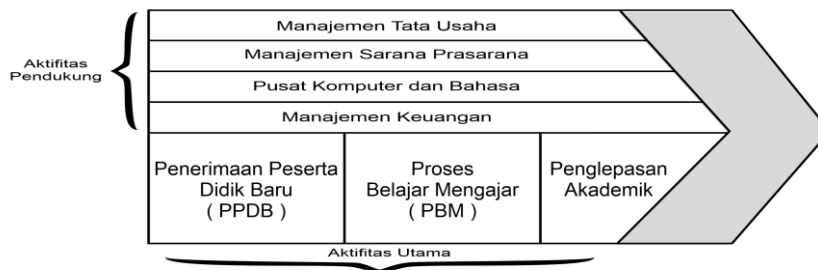 Manajemen Tata Usaha
Manajemen Sarana Prasarana
Aktifitas
Pendukung
Pusat Komputer dan Bahasa
Manajemen Keuangan
Penerimaan Peserta
Didik Baru
( PPDB )
Proses
Belajar Mengajar
( PBM )
Penglepasan
Akademik
Aktifitas Utama